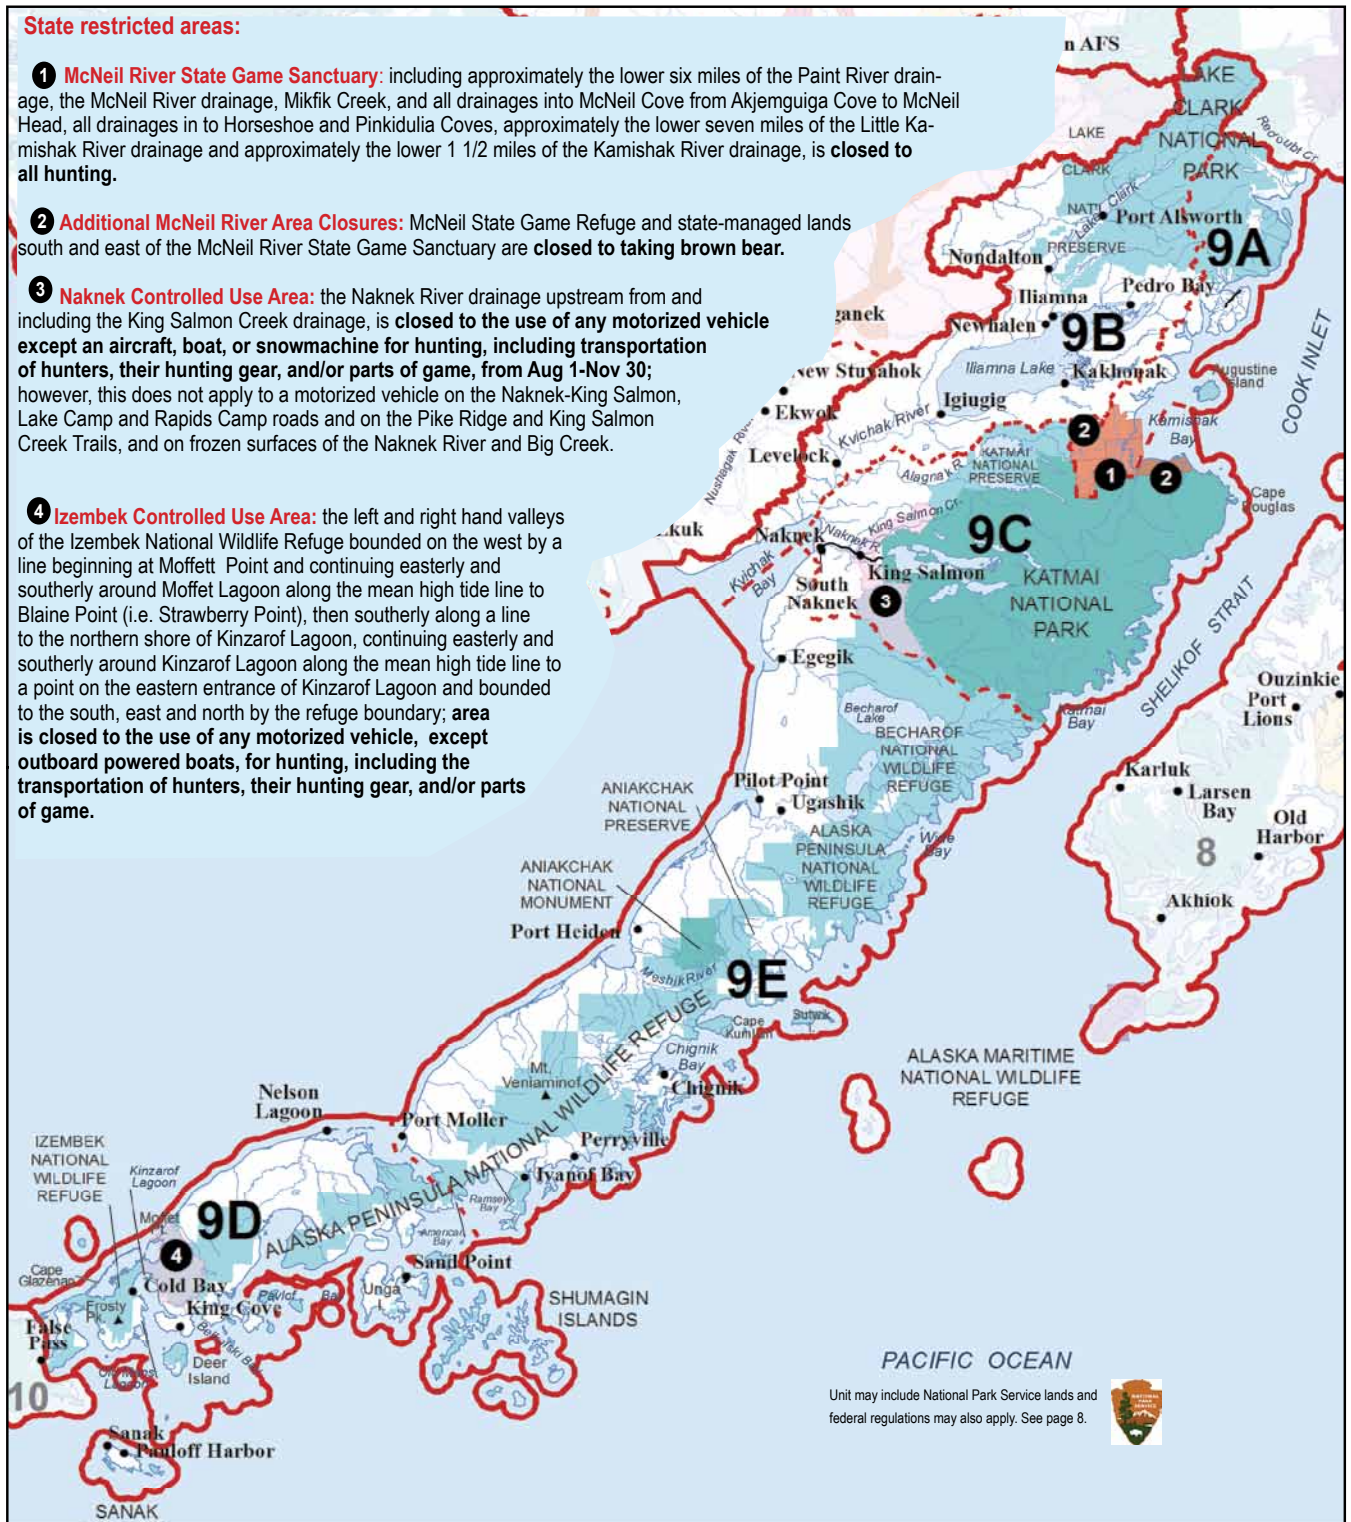 State restricted areas:
1 McNeil River State Game Sanctuary: including approximately the lower six miles of the Paint River drain-
age, the McNeil River drainage, Mikfik Creek, and all drainages into McNeil Cove from Akjemguiga Cove to McNeil
Head, all drainages in to Horseshoe and Pinkidulia Coves, approximately the lower seven miles of the Little Ka-
mishak River drainage and approximately the lower 1 1/2 miles of the Kamishak River drainage, is closed to
all hunting.
2 Additional McNeil River Area Closures: McNeil State Game Refuge and state-managed lands
south and east of the McNeil River State Game Sanctuary are closed to taking brown bear.
3 Naknek Controlled Use Area: the Naknek River drainage upstream from and
including the King Salmon Creek drainage, is closed to the use of any motorized vehicle
except an aircraft, boat, or snowmachine for hunting, including transportation
of hunters, their hunting gear, and/or parts of game, from Aug 1-Nov 30;
however, this does not apply to a motorized vehicle on the Naknek-King Salmon,
Lake Camp and Rapids Camp roads and on the Pike Ridge and King Salmon
Creek Trails, and on frozen surfaces of the Naknek River and Big Creek.
4 Izembek Controlled Use Area: the left and right hand valleys
of the Izembek National Wildlife Refuge bounded on the west by a
line beginning at Moffett Point and continuing easterly and
southerly around Moffet Lagoon along the mean high tide line to
Blaine Point (i.e. Strawberry Point), then southerly along a line
to the northern shore of Kinzarof Lagoon, continuing easterly and
southerly around Kinzarof Lagoon along the mean high tide line to
a point on the eastern entrance of Kinzarof Lagoon and bounded
to the south, east and north by the refuge boundary; area
is closed to the use of any motorized vehicle, except
outboard powered boats, for hunting, including the
transportation of hunters, their hunting gear, and/or parts
of game.
n AFS
LAKE
CLARK
NATIONAL
PARK
Redoubt Cr.
LAKE
CLARK
NAT'L
PRESERVE
Lake Clark
Port Alsworth
9A
Nondalton
Pedro Bay
Iliamna
Newhalen
9B
Iliamna Lake
Kakhonak
ganek
New Stuyahok
Ekwok
Igiugig
Kvichak River
Levelock
Nushagak River
Augustine
Island
COOK INLET
Kamishak
Bay
2
1
2
KATMAI
NATIONAL
PRESERVE
Alagnak R.
Cape
Douglas
kuk
Naknek
Naknek R.
King Salmon Cr.
9C
Kvichak
Bay
King Salmon
South
Naknek
3
KATMAI
NATIONAL
PARK
SHELIKOF STRAIT
Egegik
Becharof
Lake
Katmai
Bay
Ouzinkie
Port
Lions
BECHAROF
NATIONAL
WILDLIFE
REFUGE
Karluk
Larsen
Bay
Old
Harbor
8
Akhiok
Pilot Point
Ugashik
ANIAKCHAK
NATIONAL
PRESERVE
ALASKA
PENINSULA
NATIONAL
WILDLIFE
REFUGE
Wide
Bay
ANIAKCHAK
NATIONAL
MONUMENT
Port Heiden
Meshik River
9E
Cape
Kumliun
Sutwik
I.
Chignik
Bay
Chignik
ALASKA MARITIME
NATIONAL WILDLIFE
REFUGE
Mt.
Veniaminof
ALASKA PENINSULA NATIONAL WILDLIFE REFUGE
Nelson
Lagoon
Port Moller
Perryville
Ivanof Bay
Ramsey
Bay
American
Bay
IZEMBEK
NATIONAL
WILDLIFE
REFUGE
Kinzarof
Lagoon
9D
Moffet
Pt.
4
Cape
Glazenap
Cold Bay
Frosty
Pk.
King Cove
Pavlof Bay
Unga
I.
Sand Point
SHUMAGIN
ISLANDS
False
Pass
Belkofski Bay
Deer
Island
10
Lagoon
Sanak
Pauloff Harbor
SANAK
PACIFIC OCEAN
Unit may include National Park Service lands and
federal regulations may also apply. See page 8.
NATIONAL
PARK
SERVICE